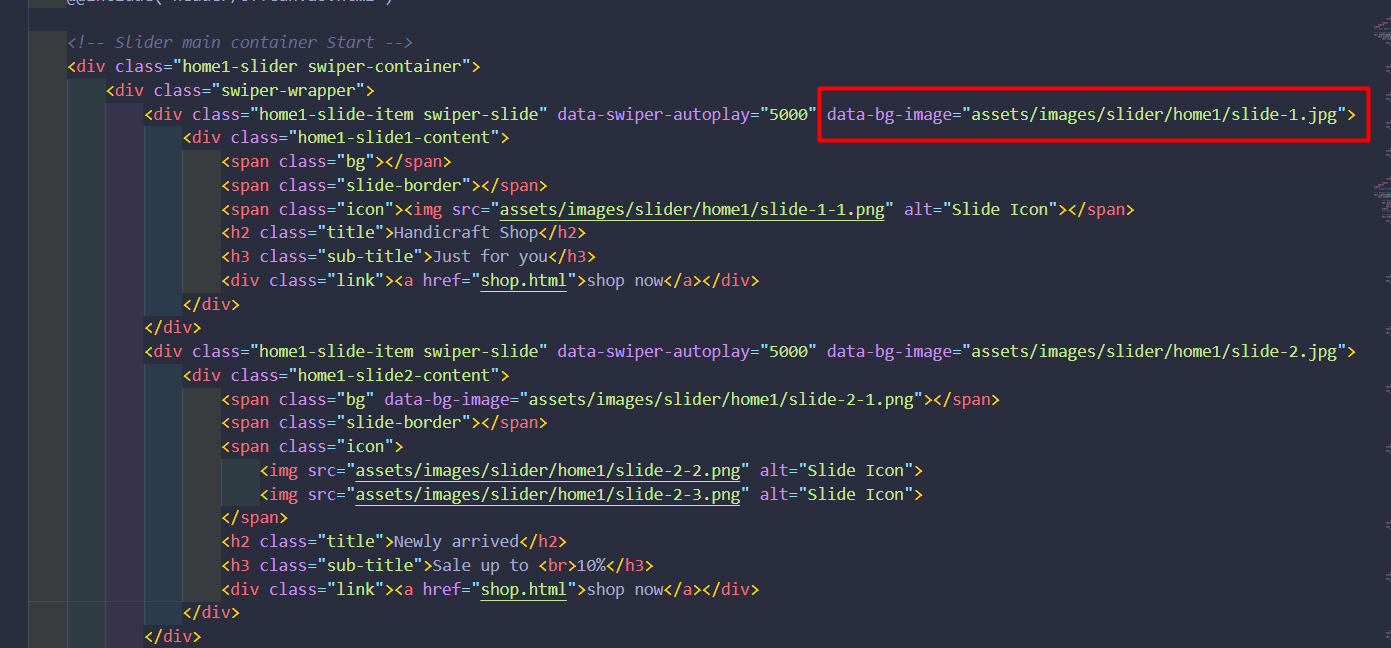 <!-- Slider main container Start -->
<div class="home1-slider swiper-container">
<div class="swiper-wrapper">
<div class="home1-slide-item swiper-slide" data-swiper-autoplay="5000" data-bg-image="assets/images/slider/home1/slide-1.jpg">
<div class="home1-slide1-content">
<span class="bg"></span>
<span class="slide-border"></span>
<span class="icon"><img src="assets/images/slider/home1/slide-1-1.png" alt="Slide Icon"></span>
<h2 class="title">Handicraft Shop</h2>
<h3 class="sub-title">Just for you</h3>
<div class="link"><a href="shop.html">shop now</a></div>
</div>
</div>
<div class="home1-slide-item swiper-slide" data-swiper-autoplay="5000" data-bg-image="assets/images/slider/home1/slide-2.jpg">
<div class="home1-slide2-content">
<span class="bg" data-bg-image="assets/images/slider/home1/slide-2-1.png"></span>
<span class="slide-border"></span>
<span class="icon">
<img src="assets/images/slider/home1/slide-2-2.png" alt="Slide Icon">
<img src="assets/images/slider/home1/slide-2-3.png" alt="Slide Icon">
</span>
<h2 class="title">Newly arrived</h2>
<h3 class="sub-title">Sale up to <br>10%</h3>
<div class="link"><a href="shop.html">shop now</a></div>
</div>
</div>